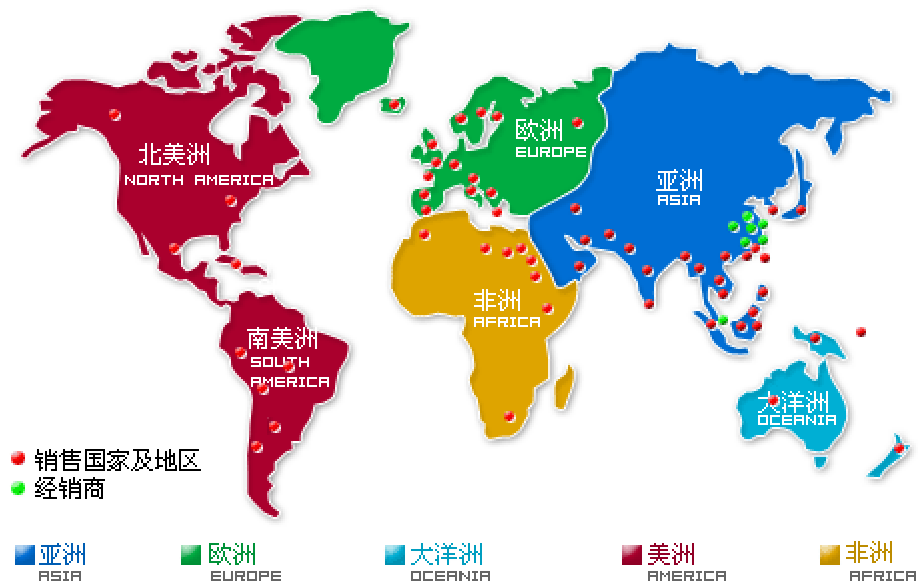 北美洲
NORTH AMERICA
欧洲
EUROPE
亚洲
ASIA
非洲
AFRICA
南美洲
SOUTH
AMERICA
大洋洲
OCEANIA
销售国家及地区
经销商
亚洲
ASIA
欧洲
EUROPE
大洋洲
OCEANIA
美洲
AMERICA
非洲
AFRICA